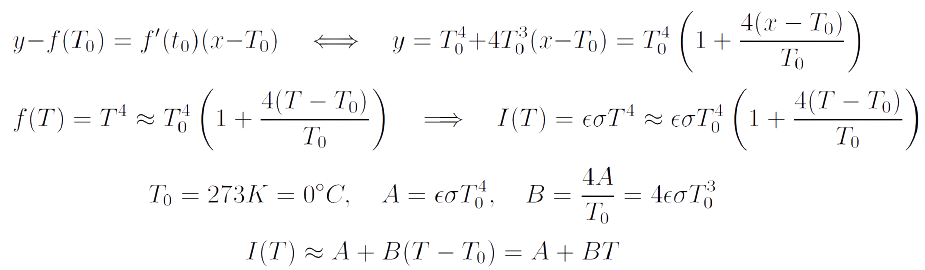 y−f(T₀) = f′(t₀)(x−T₀) ⟺ y = T₀⁴+4T₀³(x−T₀) = T₀⁴ (1 + 4(x − T₀)/T₀)
f(T) = T⁴ ≈ T₀⁴ (1 + 4(T − T₀)/T₀) ⟹ I(T) = ϵσT⁴ ≈ ϵσT₀⁴ (1 + 4(T − T₀)/T₀)
T₀ = 273K = 0°C, A = ϵσT₀⁴, B = 4A/T₀ = 4ϵσT₀³
I(T) ≈ A + B(T − T₀) = A + BT